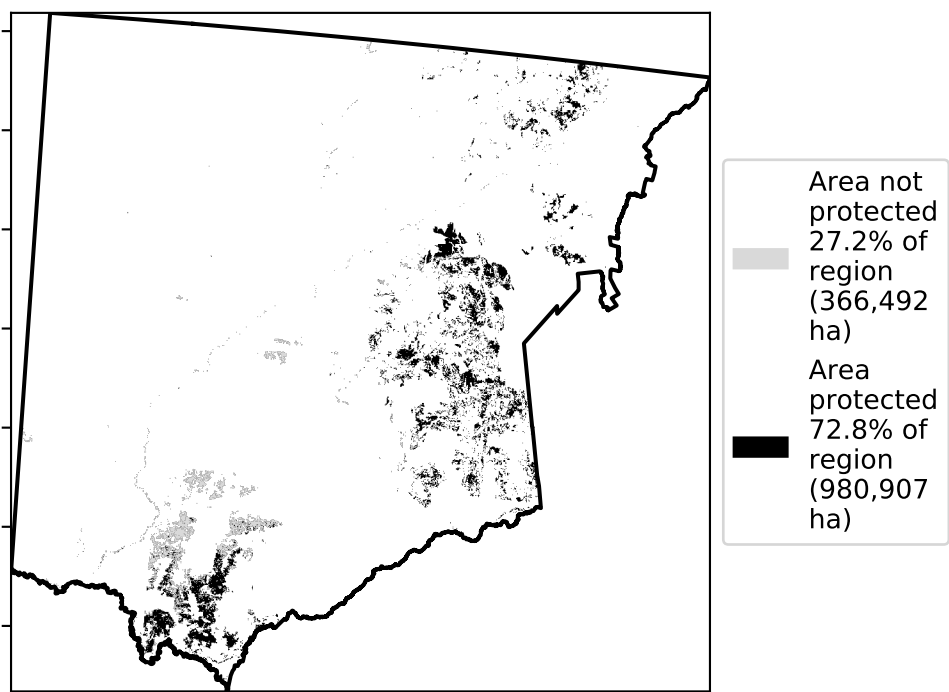 Area not
protected
27.2% of
region
(366,492
ha)
Area
protected
72.8% of
region
(980,907
ha)